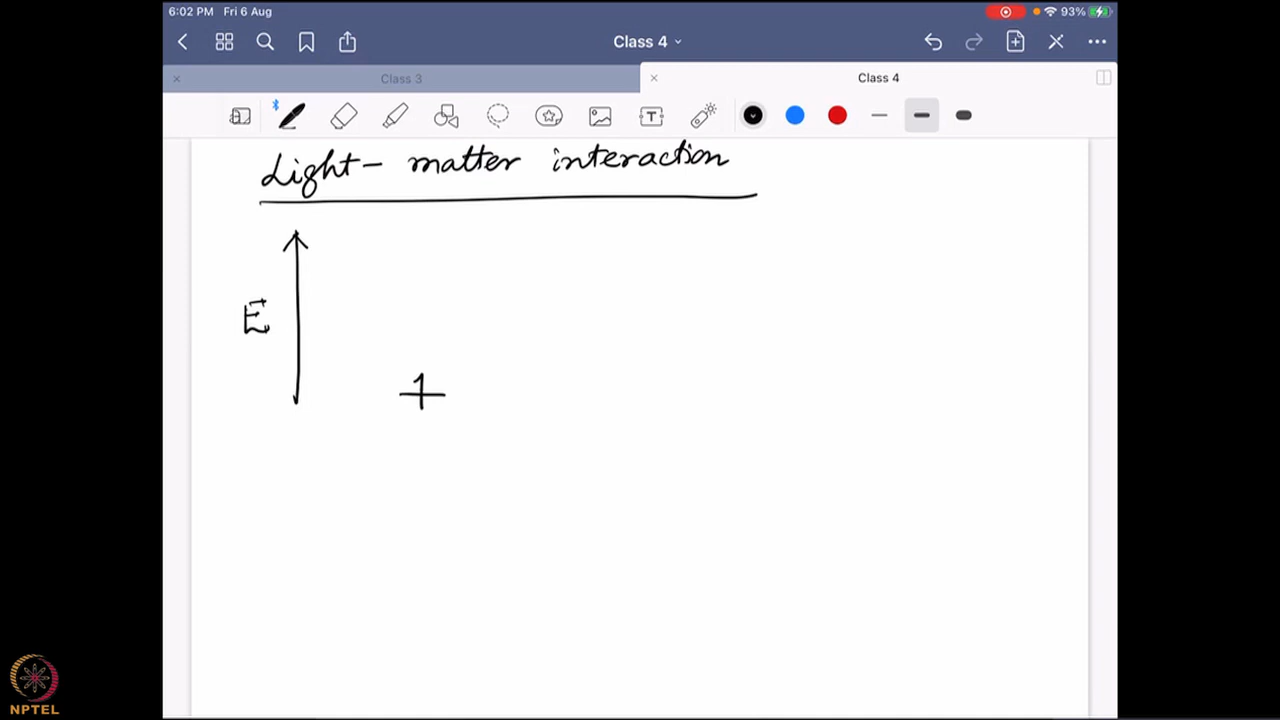 6:02 PM Fri 6 Aug 93%
Class 4
Class 3 Class 4
T
Light- matter interaction
E
NPTEL